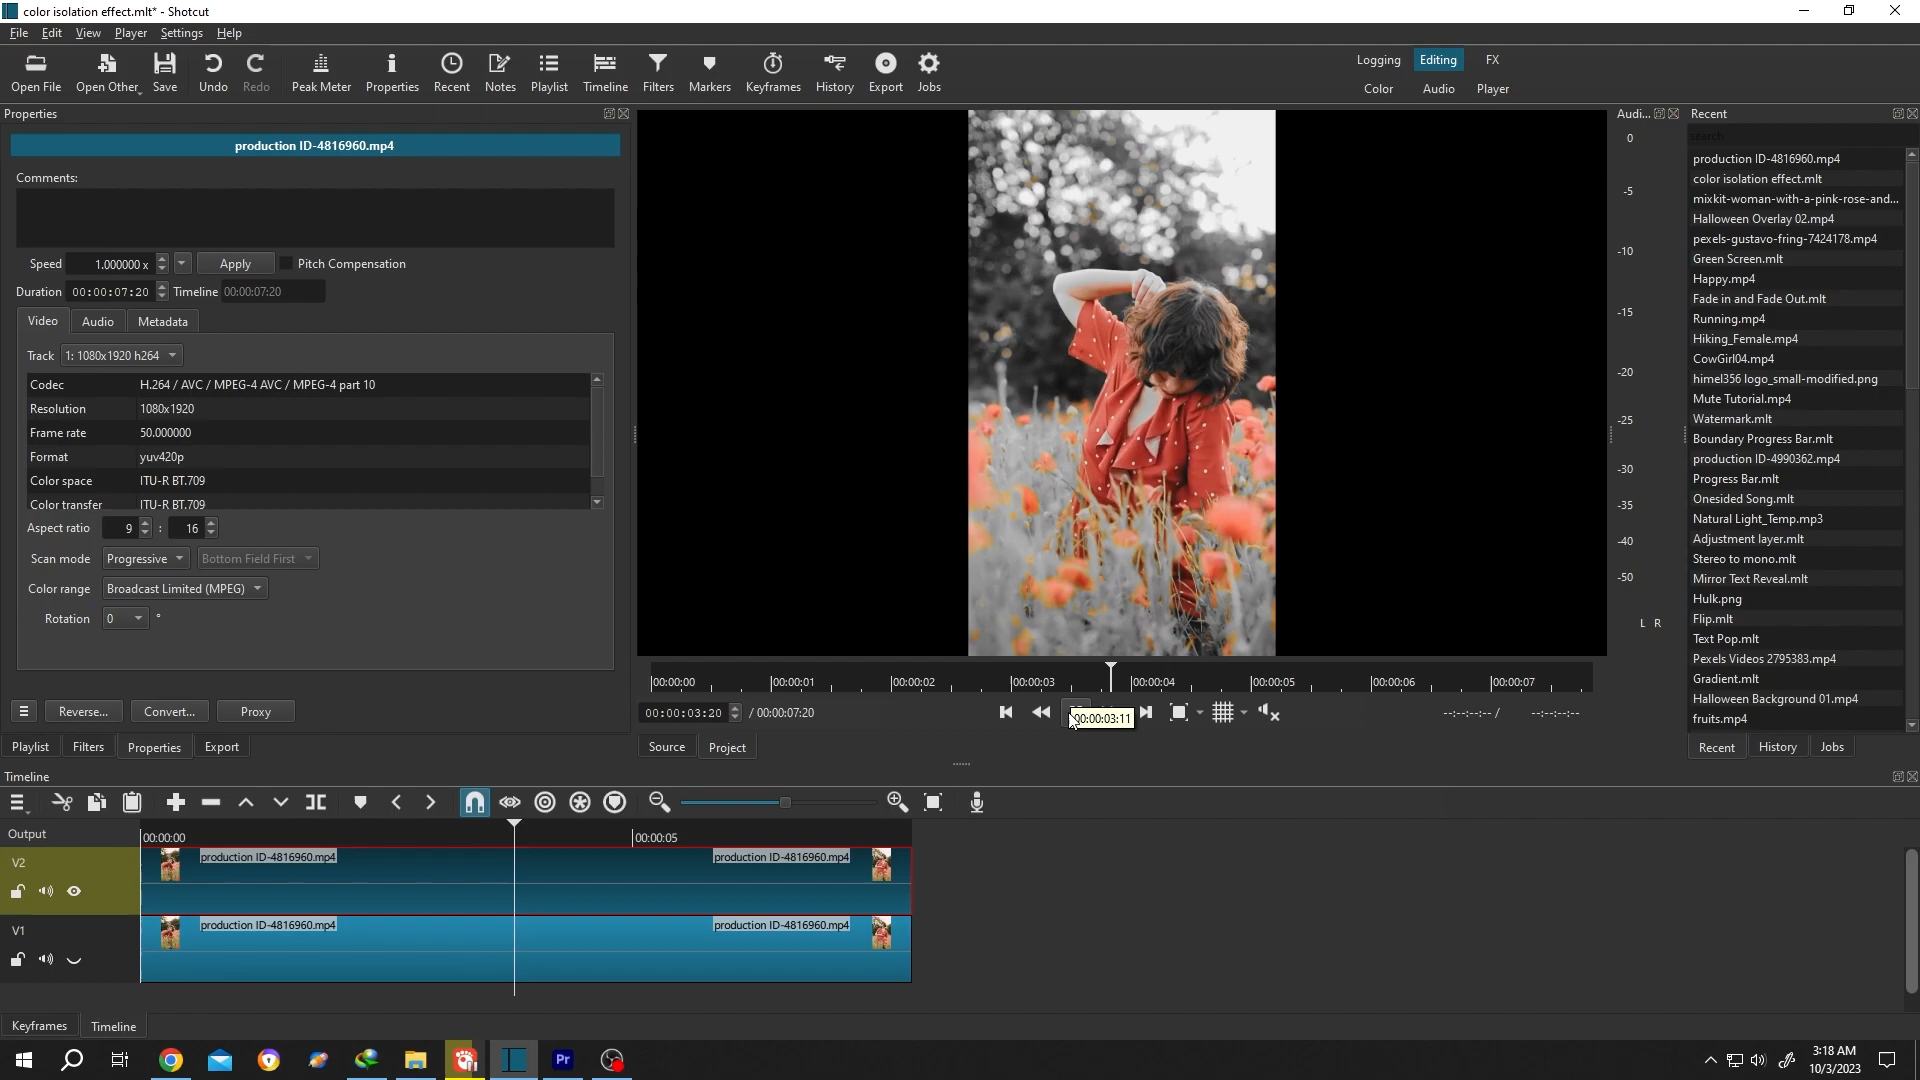 color isolation effect.mlt* - Shotcut
File Edit View Player Settings Help
Open File Open Other Save Undo Redo Peak Meter Properties Recent Notes Playlist Timeline Filters Markers Keyframes History Export Jobs
Logging Editing FX
Color Audio Player
Properties
production ID-4816960.mp4
Comments:
Speed 1.000000 x Apply Pitch Compensation
Duration 00:00:07:20 Timeline 00:00:07:20
Video Audio Metadata
Track 1: 1080x1920 h264
Codec H.264 / AVC / MPEG-4 AVC / MPEG-4 part 10
Resolution 1080x1920
Frame rate 50.000000
Format yuv420p
Color space ITU-R BT.709
Color transfer ITU-R BT.709
Aspect ratio 9 : 16
Scan mode Progressive Bottom Field First
Color range Broadcast Limited (MPEG)
Rotation 0 °
Reverse... Convert... Proxy
Playlist Filters Properties Export
00:00:00 00:00:01 00:00:02 00:00:03 00:00:04 00:00:05 00:00:06 00:00:07
00:00:03:20 / 00:00:07:20
00:00:03:11
--:--:--:-- / --:--:--:--
Source Project
Audi...
0
-5
-10
-15
-20
-25
-30
-35
-40
-50
L R
Recent
search
production ID-4816960.mp4
color isolation effect.mlt
mixkit-woman-with-a-pink-rose-and...
Halloween Overlay 02.mp4
pexels-gustavo-fring-7424178.mp4
Green Screen.mlt
Happy.mp4
Fade in and Fade Out.mlt
Running.mp4
Hiking_Female.mp4
CowGirl04.mp4
himel356 logo_small-modified.png
Mute Tutorial.mp4
Watermark.mlt
Boundary Progress Bar.mlt
production ID-4990362.mp4
Progress Bar.mlt
Onesided Song.mlt
Natural Light_Temp.mp3
Adjustment layer.mlt
Stereo to mono.mlt
Mirror Text Reveal.mlt
Hulk.png
Flip.mlt
Text Pop.mlt
Pexels Videos 2795383.mp4
Gradient.mlt
Halloween Background 01.mp4
fruits.mp4
Recent History Jobs
Timeline
Output
00:00:00 00:00:05
V2
production ID-4816960.mp4 production ID-4816960.mp4
V1
production ID-4816960.mp4 production ID-4816960.mp4
Keyframes Timeline
Pr
3:18 AM
10/3/2023